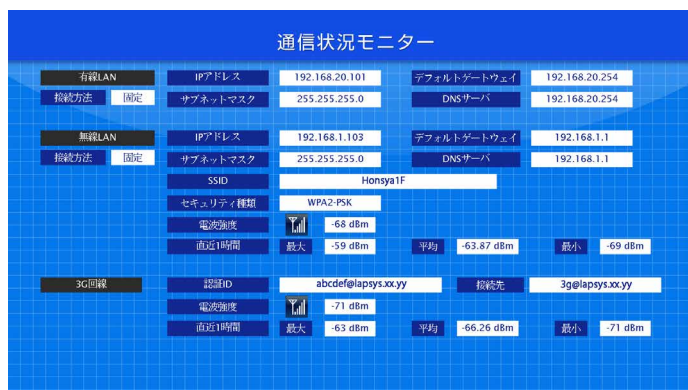 通信状況モニター
有線LAN IPアドレス 192.168.20.101 デフォルトゲートウェイ 192.168.20.254
接続方法 固定 サブネットマスク 255.255.255.0 DNSサーバ 192.168.20.254
無線LAN IPアドレス 192.168.1.103 デフォルトゲートウェイ 192.168.1.1
接続方法 固定 サブネットマスク 255.255.255.0 DNSサーバ 192.168.1.1
SSID Honsya1F
セキュリティ種類 WPA2-PSK
電波強度 -68 dBm
直近1時間 最大 -59 dBm 平均 -63.87 dBm 最小 -69 dBm
3G回線 認証ID abcdef@lapsys.xx.yy 接続先 3g@lapsys.xx.yy
電波強度 -71 dBm
直近1時間 最大 -63 dBm 平均 -66.26 dBm 最小 -71 dBm